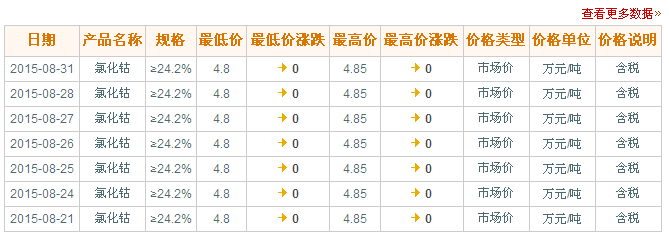 查看更多数据»
日期 产品名称 规格 最低价 最低价涨跌 最高价 最高价涨跌 价格类型 价格单位 价格说明
2015-08-31 氯化钴 ≥24.2% 4.8 → 0 4.85 → 0 市场价 万元/吨 含税
2015-08-28 氯化钴 ≥24.2% 4.8 → 0 4.85 → 0 市场价 万元/吨 含税
2015-08-27 氯化钴 ≥24.2% 4.8 → 0 4.85 → 0 市场价 万元/吨 含税
2015-08-26 氯化钴 ≥24.2% 4.8 → 0 4.85 → 0 市场价 万元/吨 含税
2015-08-25 氯化钴 ≥24.2% 4.8 → 0 4.85 → 0 市场价 万元/吨 含税
2015-08-24 氯化钴 ≥24.2% 4.8 → 0 4.85 → 0 市场价 万元/吨 含税
2015-08-21 氯化钴 ≥24.2% 4.8 → 0 4.85 → 0 市场价 万元/吨 含税